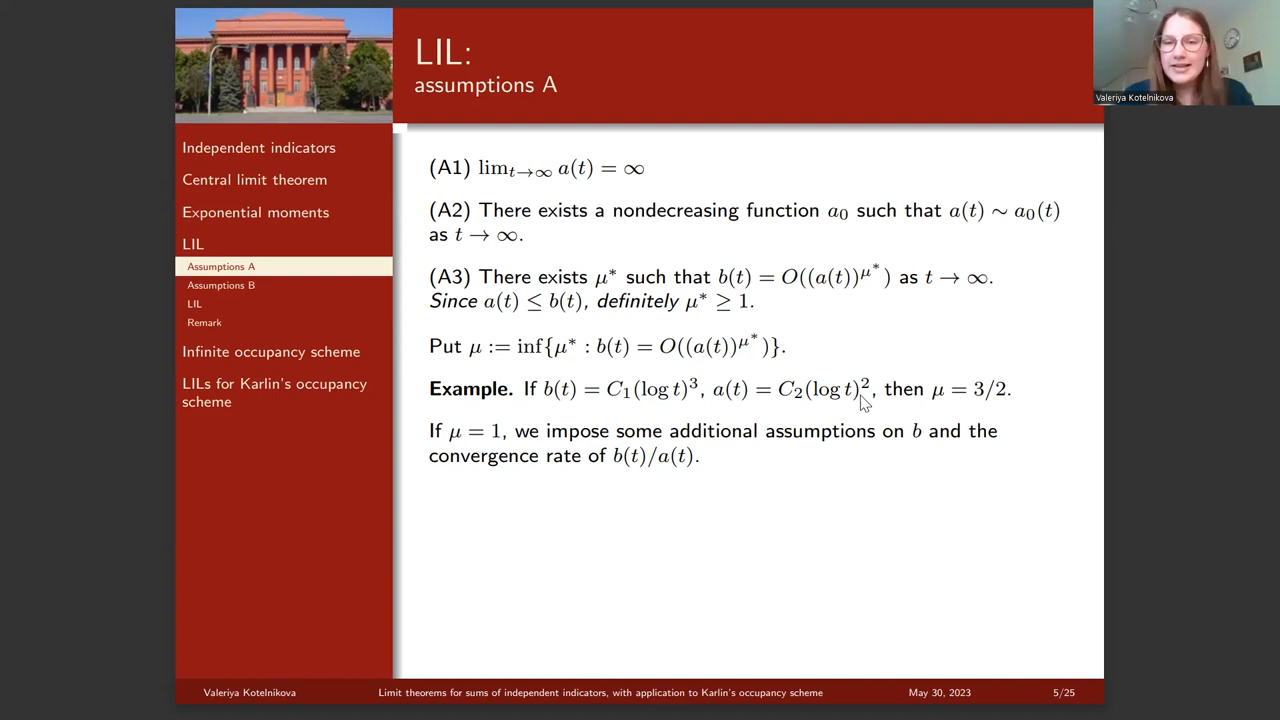 LIL:
assumptions A
Valeriya Kotelnikova
Independent indicators
Central limit theorem
Exponential moments
LIL
Assumptions A
Assumptions B
LIL
Remark
Infinite occupancy scheme
LILs for Karlin's occupancy
scheme
(A1) lim_{t→∞} a(t) = ∞
(A2) There exists a nondecreasing function a₀ such that a(t) ∼ a₀(t)
as t → ∞.
(A3) There exists μ* such that b(t) = O((a(t))^{μ*}) as t → ∞.
Since a(t) ≤ b(t), definitely μ* ≥ 1.
Put μ := inf{μ* : b(t) = O((a(t))^{μ*})}.
Example. If b(t) = C₁(log t)³, a(t) = C₂(log t)², then μ = 3/2.
If μ = 1, we impose some additional assumptions on b and the
convergence rate of b(t)/a(t).
Valeriya Kotelnikova
Limit theorems for sums of independent indicators, with application to Karlin's occupancy scheme
May 30, 2023
5/25